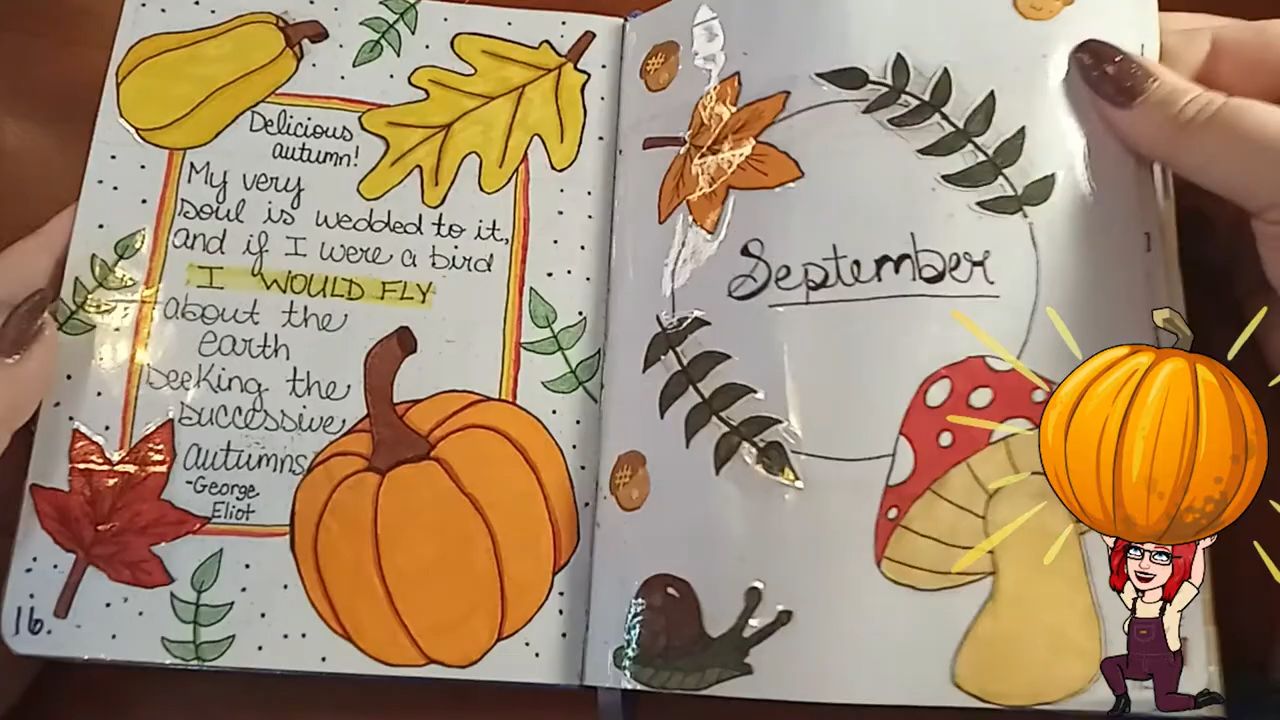 Delicious
autumn!
My very
soul is wedded to it,
and if I were a bird
I WOULD FLY
about the
earth
seeking the
successive
autumns
-George
Eliot
16.
September